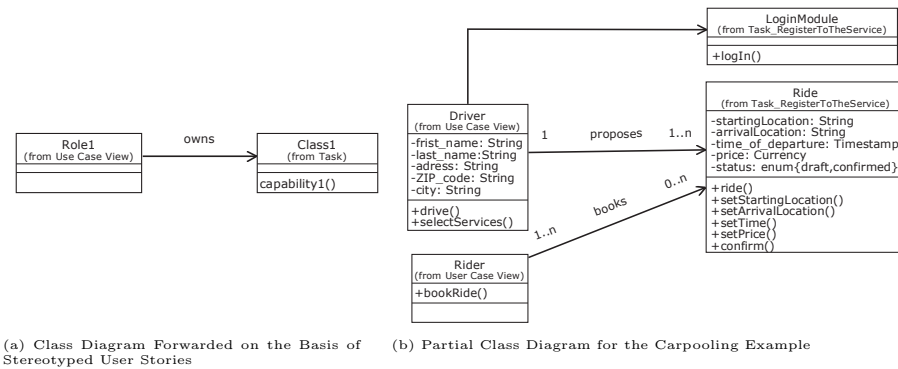 Role1
(from Use Case View)
owns
Class1
(from Task)
capability1()
(a) Class Diagram Forwarded on the Basis of
Stereotyped User Stories
LoginModule
(from Task_RegisterToTheService)
+logIn()
Driver
(from Use Case View)
-frist_name: String
-last_name:String
-adress: String
-ZIP_code: String
-city: String
+drive()
+selectServices()
1
proposes
1..n
Ride
(from Task_RegisterToTheService)
-startingLocation: String
-arrivalLocation: String
-time_of_departure: Timestamp
-price: Currency
-status: enum{draft,confirmed}
+ride()
+setStartingLocation()
+setArrivalLocation()
+setTime()
+setPrice()
+confirm()
1..n
books
0..n
Rider
(from User Case View)
+bookRide()
(b) Partial Class Diagram for the Carpooling Example